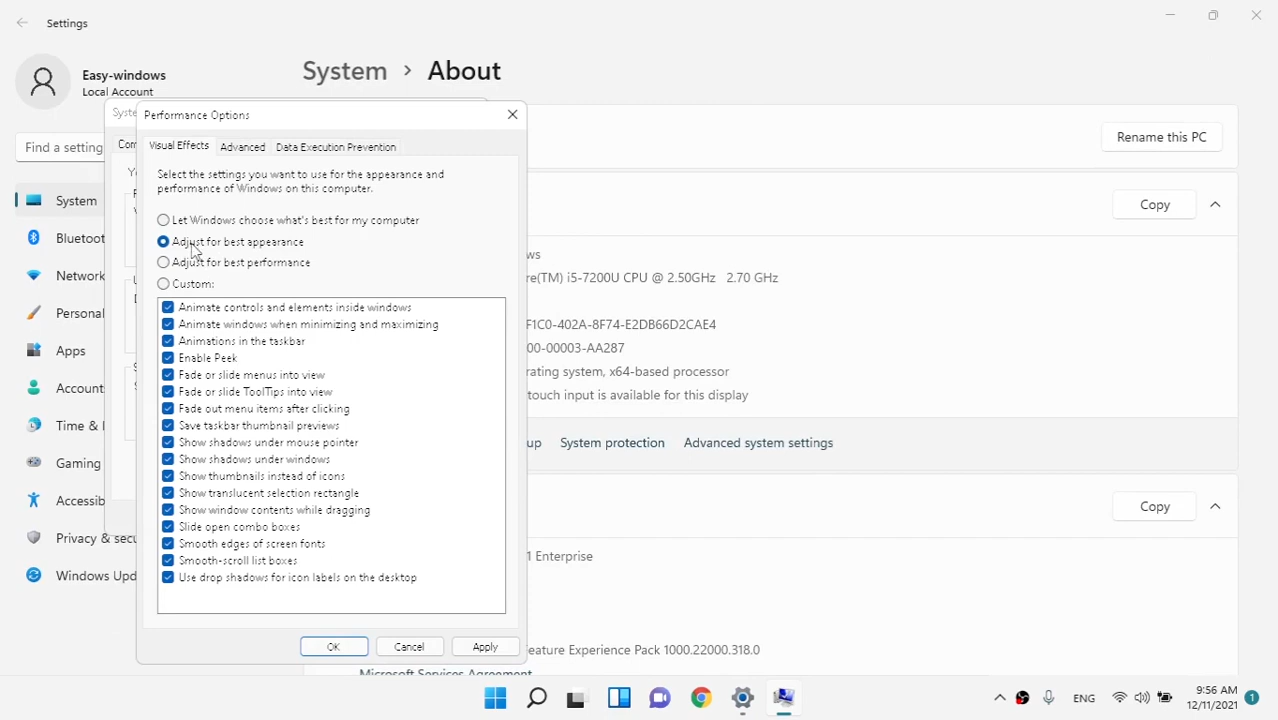 Settings
Easy-windows
Local Account
System > About
Syste
Performance Options
Rename this PC
Find a setting
Com
Visual Effects
Advanced
Data Execution Prevention
Select the settings you want to use for the appearance and
performance of Windows on this computer.
Let Windows choose what's best for my computer
Adjust for best appearance
Adjust for best performance
Custom:
Animate controls and elements inside windows
Animate windows when minimizing and maximizing
Animations in the taskbar
Enable Peek
Fade or slide menus into view
Fade or slide ToolTips into view
Fade out menu items after clicking
Save taskbar thumbnail previews
Show shadows under mouse pointer
Show shadows under windows
Show thumbnails instead of icons
Show translucent selection rectangle
Show window contents while dragging
Slide open combo boxes
Smooth edges of screen fonts
Smooth-scroll list boxes
Use drop shadows for icon labels on the desktop
OK
Cancel
Apply
System
Bluetoot
Network
Personal
Apps
Account
Time & l
Gaming
Accessib
Privacy & secu
Windows Upd
Copy
ws
re(TM) i5-7200U CPU @ 2.50GHz 2.70 GHz
F1C0-402A-8F74-E2DB66D2CAE4
00-00003-AA287
rating system, x64-based processor
touch input is available for this display
up
System protection
Advanced system settings
Copy
1 Enterprise
eature Experience Pack 1000.22000.318.0
Microsoft Services Agreement
ENG
9:56 AM
12/11/2021
1